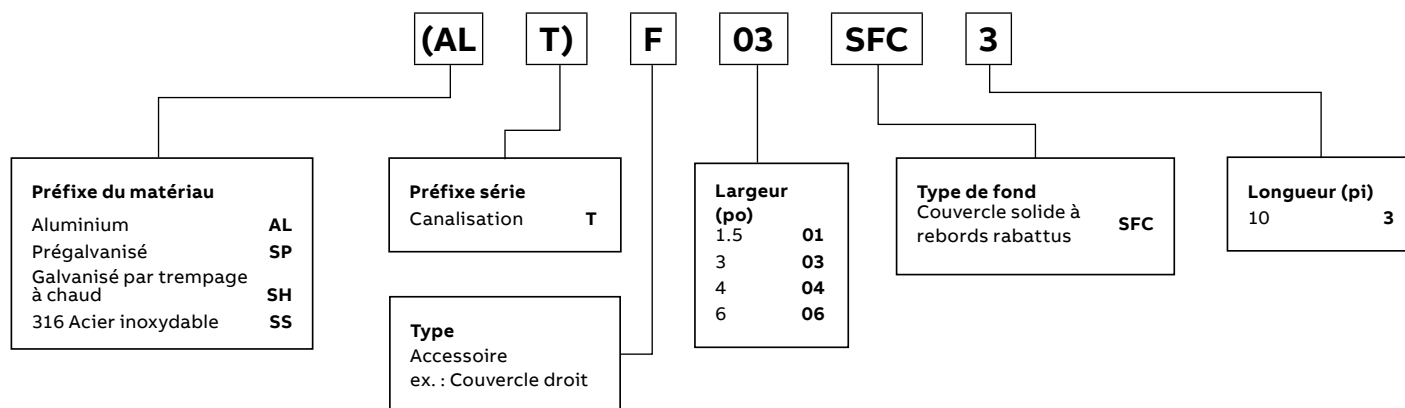 (AL T) F 03 SFC 3
Préfixe du matériau
Aluminium AL
Prégalvanisé SP
Galvanisé par trempage
à chaud SH
316 Acier inoxydable SS
Préfixe série
Canalisation T
Type
Accessoire
ex. : Couvercle droit
Largeur
(po)
1.5 01
3 03
4 04
6 06
Type de fond
Couvercle solide à
rebords rabattus SFC
Longueur (pi)
10 3